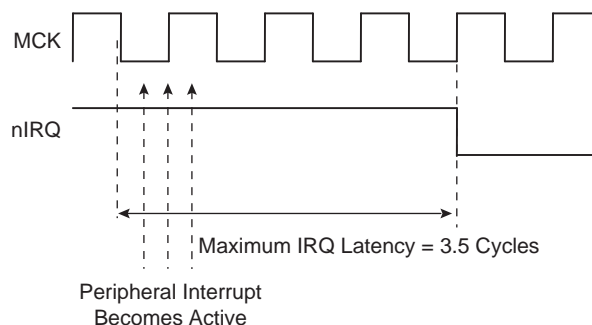 MCK
nIRQ
Maximum IRQ Latency = 3.5 Cycles
Peripheral Interrupt
Becomes Active